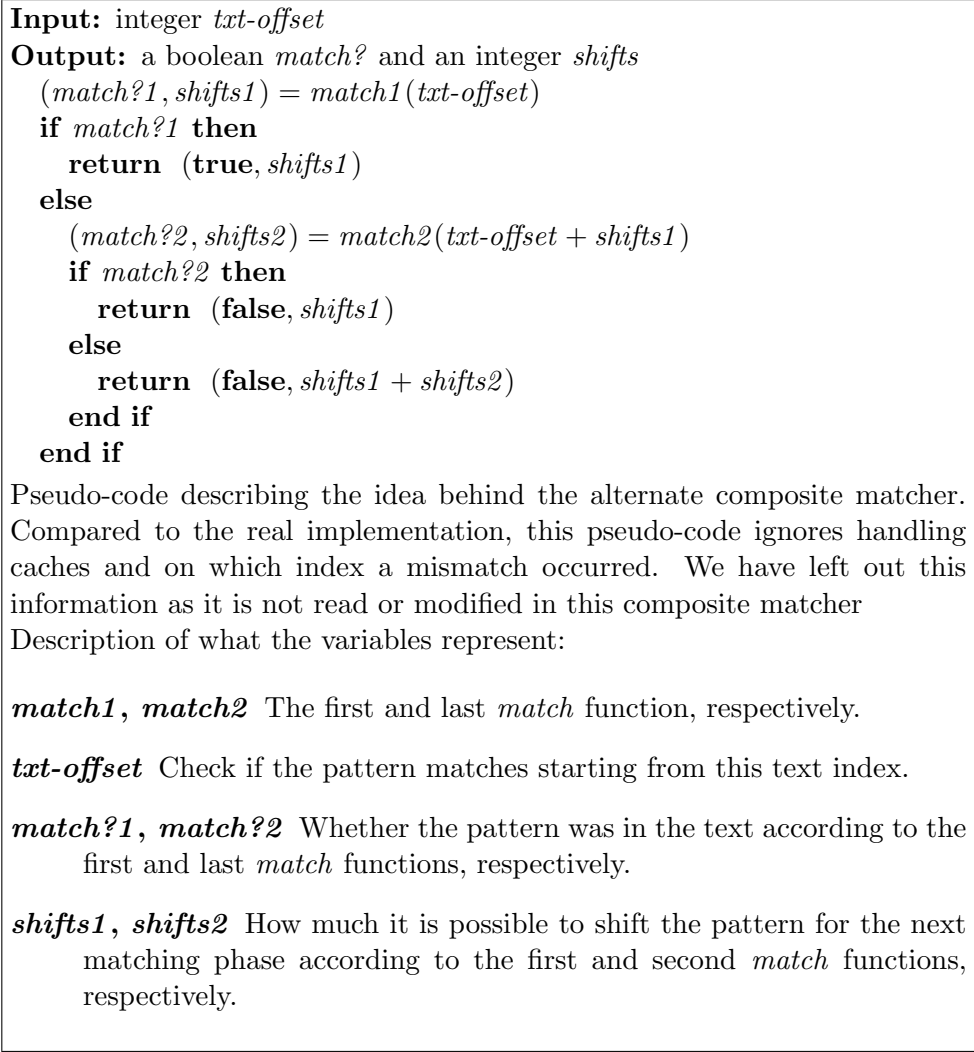 Input: integer txt-offset
Output: a boolean match? and an integer shifts
(match?1, shifts1) = match1(txt-offset)
if match?1 then
return (true, shifts1)
else
(match?2, shifts2) = match2(txt-offset + shifts1)
if match?2 then
return (false, shifts1)
else
return (false, shifts1 + shifts2)
end if
end if
Pseudo-code describing the idea behind the alternate composite matcher.
Compared to the real implementation, this pseudo-code ignores handling
caches and on which index a mismatch occurred. We have left out this
information as it is not read or modified in this composite matcher
Description of what the variables represent:
match1, match2 The first and last match function, respectively.
txt-offset Check if the pattern matches starting from this text index.
match?1, match?2 Whether the pattern was in the text according to the
first and last match functions, respectively.
shifts1, shifts2 How much it is possible to shift the pattern for the next
matching phase according to the first and second match functions,
respectively.